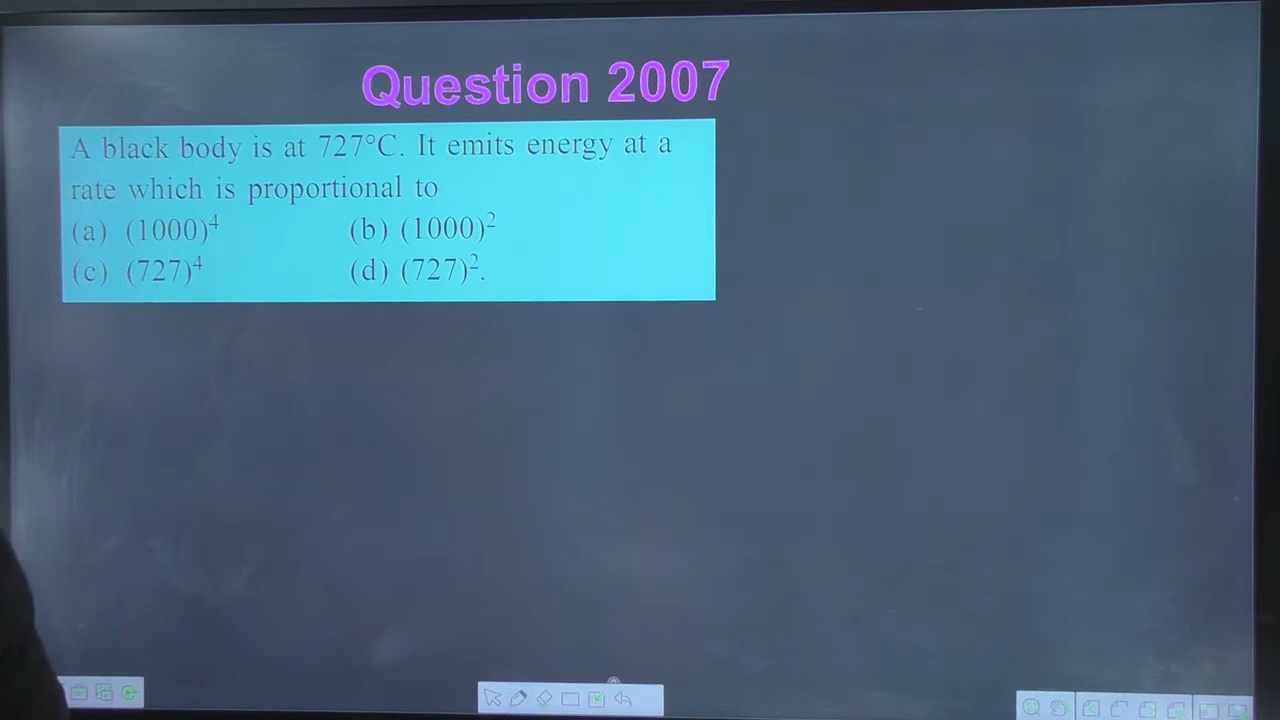 Question 2007
A black body is at 727°C. It emits energy at a
rate which is proportional to
(a) (1000)⁴ (b) (1000)²
(c) (727)⁴ (d) (727)².